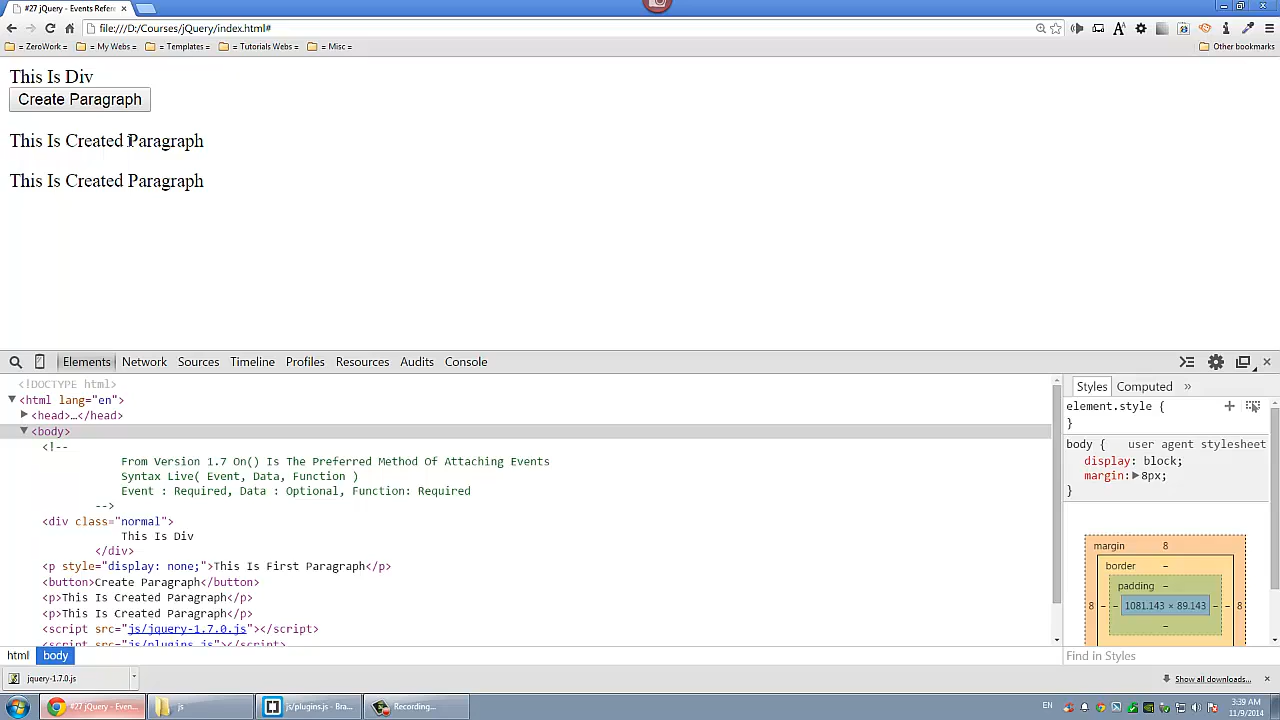 #27 jQuery - Events Refere
file:///D:/Courses/jQuery/index.html#
= ZeroWork =
= My Webs =
= Templates =
= Tutorials Webs =
= Misc =
Other bookmarks
This Is Div
Create Paragraph
This Is Created Paragraph
This Is Created Paragraph
Elements Network Sources Timeline Profiles Resources Audits Console
<!DOCTYPE html>
<html lang="en">
<head>…</head>
<body>
<!--
From Version 1.7 On() Is The Preferred Method Of Attaching Events
Syntax Live( Event, Data, Function )
Event : Required, Data : Optional, Function: Required
-->
<div class="normal">
This Is Div
</div>
<p style="display: none;">This Is First Paragraph</p>
<button>Create Paragraph</button>
<p>This Is Created Paragraph</p>
<p>This Is Created Paragraph</p>
<script src="js/jquery-1.7.0.js"></script>
<script src="js/plugins.js"></script>
html body
Styles Computed »
element.style {
}
body { user agent stylesheet
display: block;
margin: 8px;
}
margin 8
border –
padding –
8 – – 1081.143 × 89.143 – – 8
–
Find in Styles
jquery-1.7.0.js
Show all downloads...
#27 jQuery - Even...
js
js/plugins.js - Bra...
Recording...
EN
3:39 AM
11/9/2014